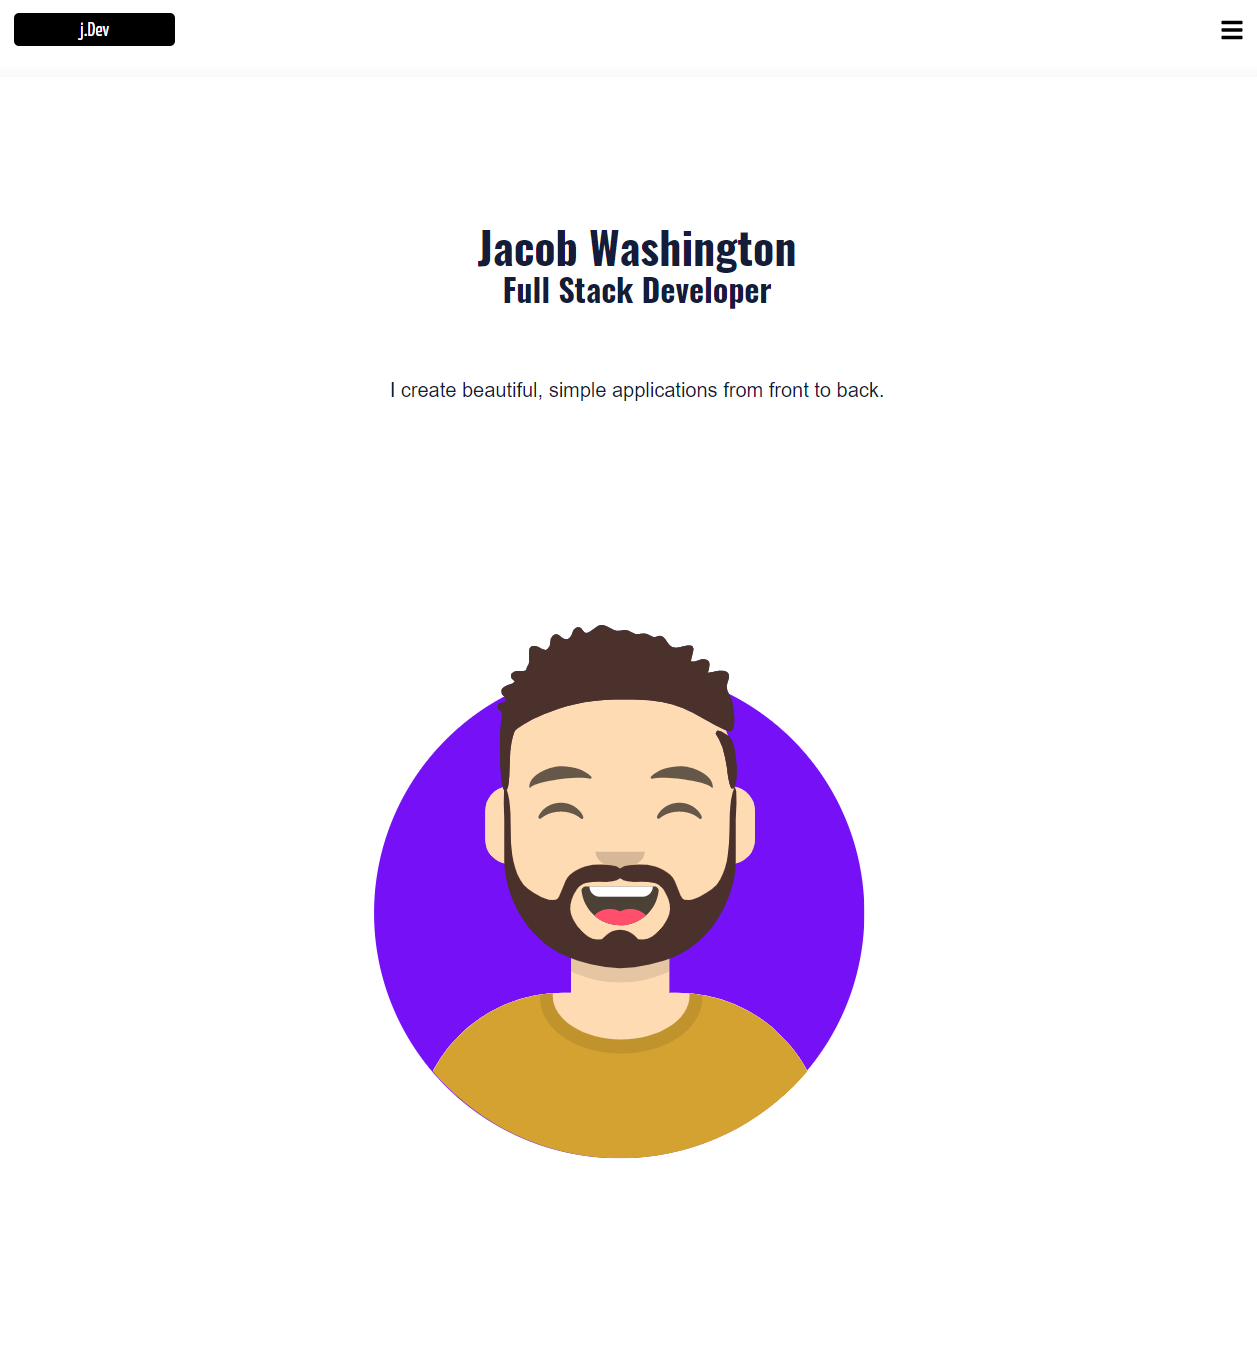 j.Dev
Jacob Washington
Full Stack Developer
I create beautiful, simple applications from front to back.